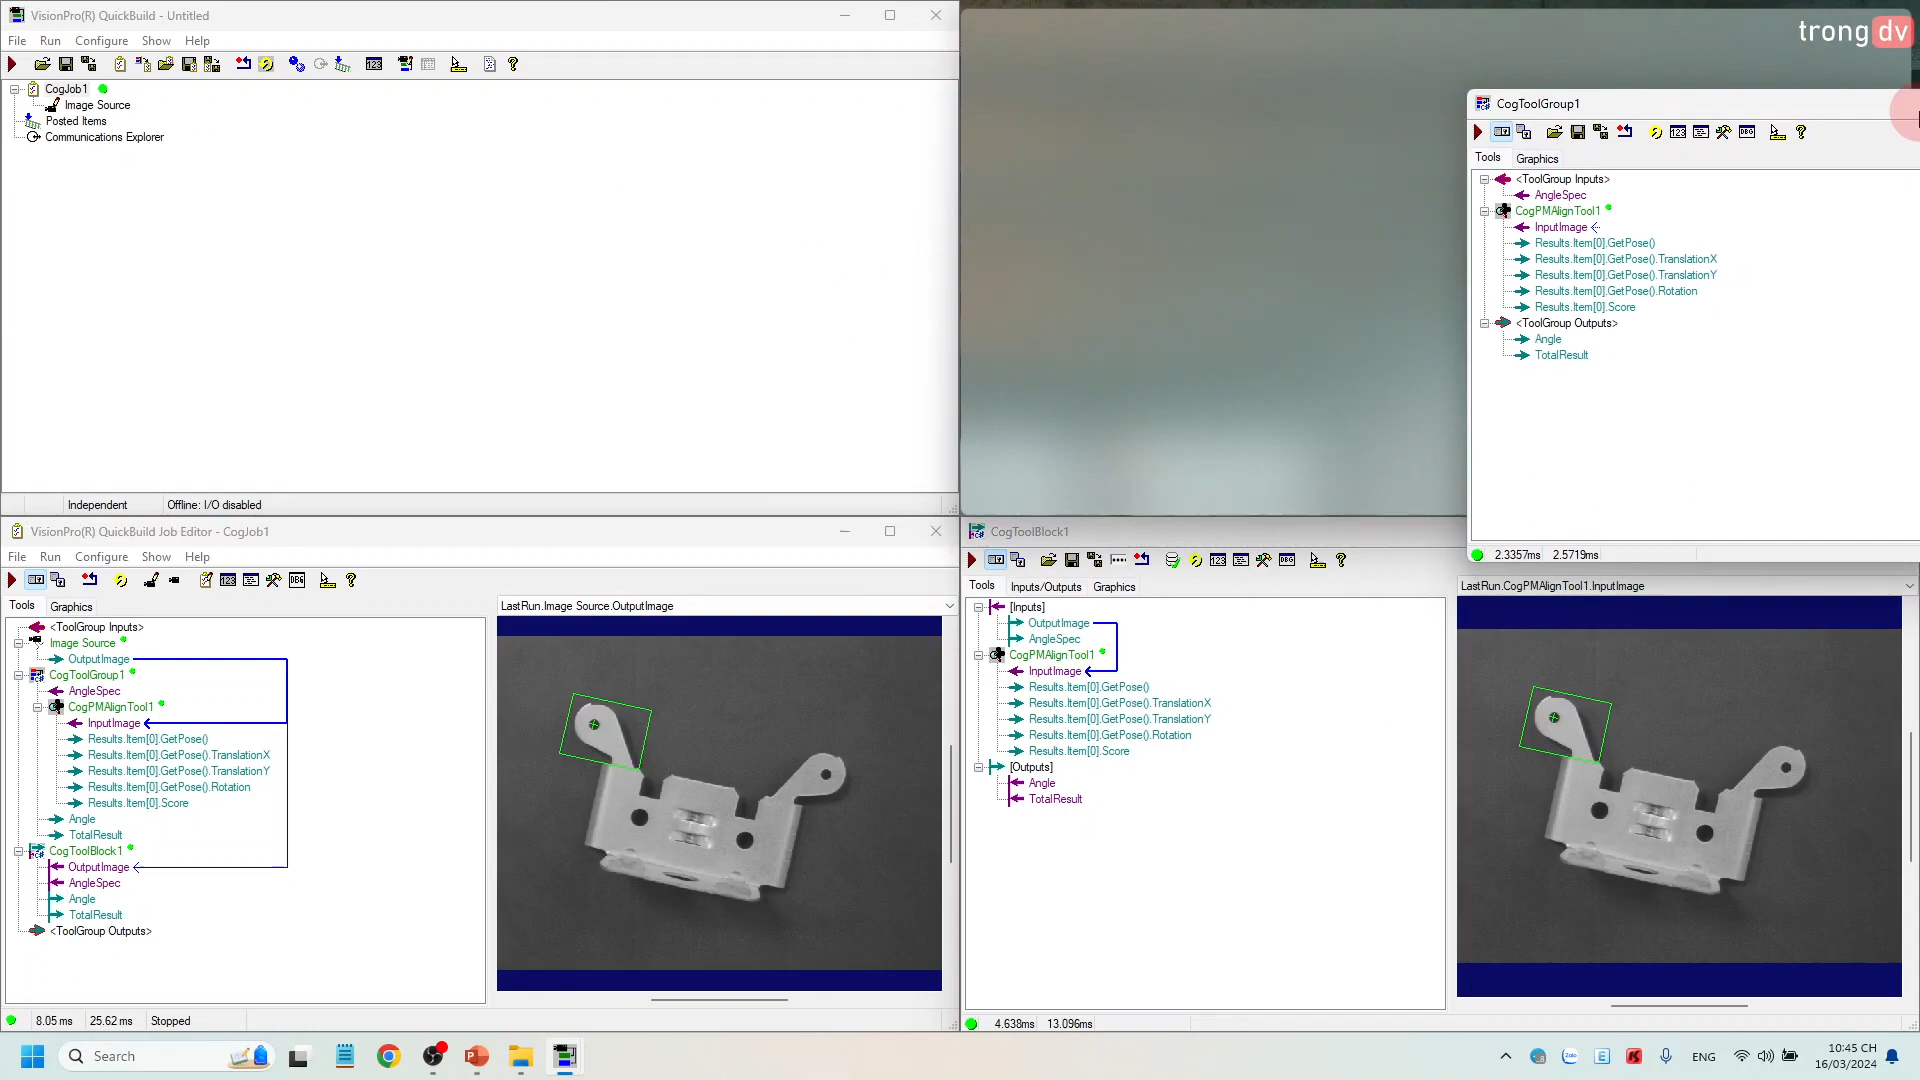 VisionPro(R) QuickBuild - Untitled
File Run Configure Show Help
CogJob1
Image Source
Posted Items
Communications Explorer
Independent Offline: I/O disabled
trong dv
CogToolGroup1
Tools Graphics
<ToolGroup Inputs>
AngleSpec
CogPMAlignTool1
InputImage
Results.Item[0].GetPose()
Results.Item[0].GetPose().TranslationX
Results.Item[0].GetPose().TranslationY
Results.Item[0].GetPose().Rotation
Results.Item[0].Score
<ToolGroup Outputs>
Angle
TotalResult
2.3357ms 2.5719ms
VisionPro(R) QuickBuild Job Editor - CogJob1
File Run Configure Show Help
Tools Graphics
<ToolGroup Inputs>
Image Source
OutputImage
CogToolGroup1
AngleSpec
CogPMAlignTool1
InputImage
Results.Item[0].GetPose()
Results.Item[0].GetPose().TranslationX
Results.Item[0].GetPose().TranslationY
Results.Item[0].GetPose().Rotation
Results.Item[0].Score
Angle
TotalResult
CogToolBlock1
OutputImage
AngleSpec
Angle
TotalResult
<ToolGroup Outputs>
LastRun.Image Source.OutputImage
8.05 ms 25.62 ms Stopped
CogToolBlock1
Tools Inputs/Outputs Graphics
[Inputs]
OutputImage
AngleSpec
CogPMAlignTool1
InputImage
Results.Item[0].GetPose()
Results.Item[0].GetPose().TranslationX
Results.Item[0].GetPose().TranslationY
Results.Item[0].GetPose().Rotation
Results.Item[0].Score
[Outputs]
Angle
TotalResult
LastRun.CogPMAlignTool1.InputImage
4.638ms 13.096ms
Search
ENG
10:45 CH
16/03/2024